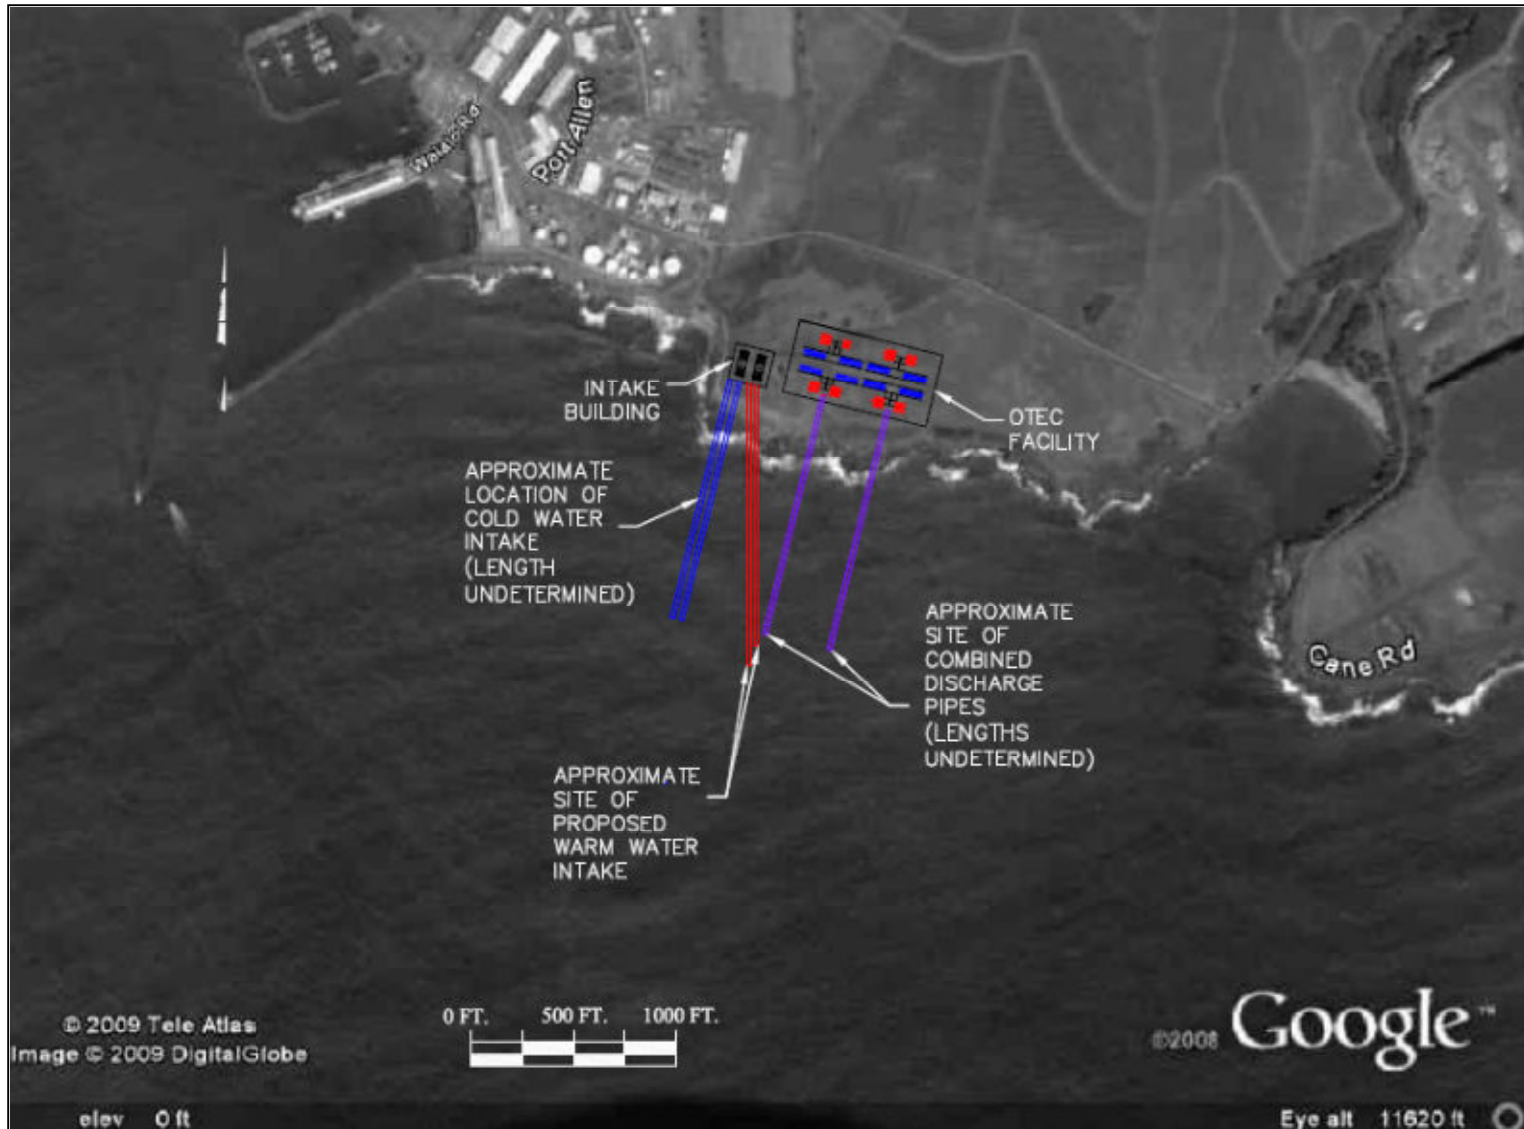 Waialo Rd
Port Allen
INTAKE
BUILDING
OTEC
FACILITY
APPROXIMATE
LOCATION OF
COLD WATER
INTAKE
(LENGTH
UNDETERMINED)
APPROXIMATE
SITE OF
COMBINED
DISCHARGE
PIPES
(LENGTHS
UNDETERMINED)
Cane Rd
APPROXIMATE
SITE OF
PROPOSED
WARM WATER
INTAKE
© 2009 Tele Atlas
Image © 2009 DigitalGlobe
0 FT. 500 FT. 1000 FT.
©2008 Google™
elev 0 ft
Eye alt 11620 ft